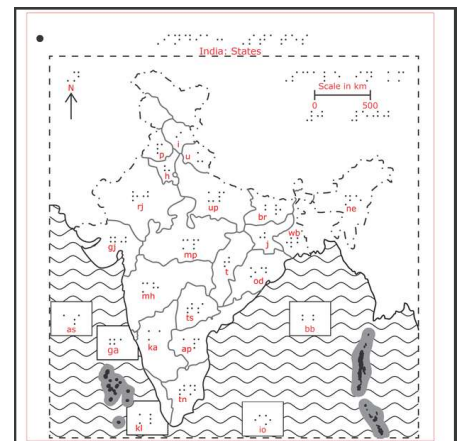 India: States
N
Scale in km
0 500
i
p
u
h
rj
up
br
ne
gj
mp
j
wb
t
od
mh
ts
as
bb
ga
ka
ap
tn
kl
io